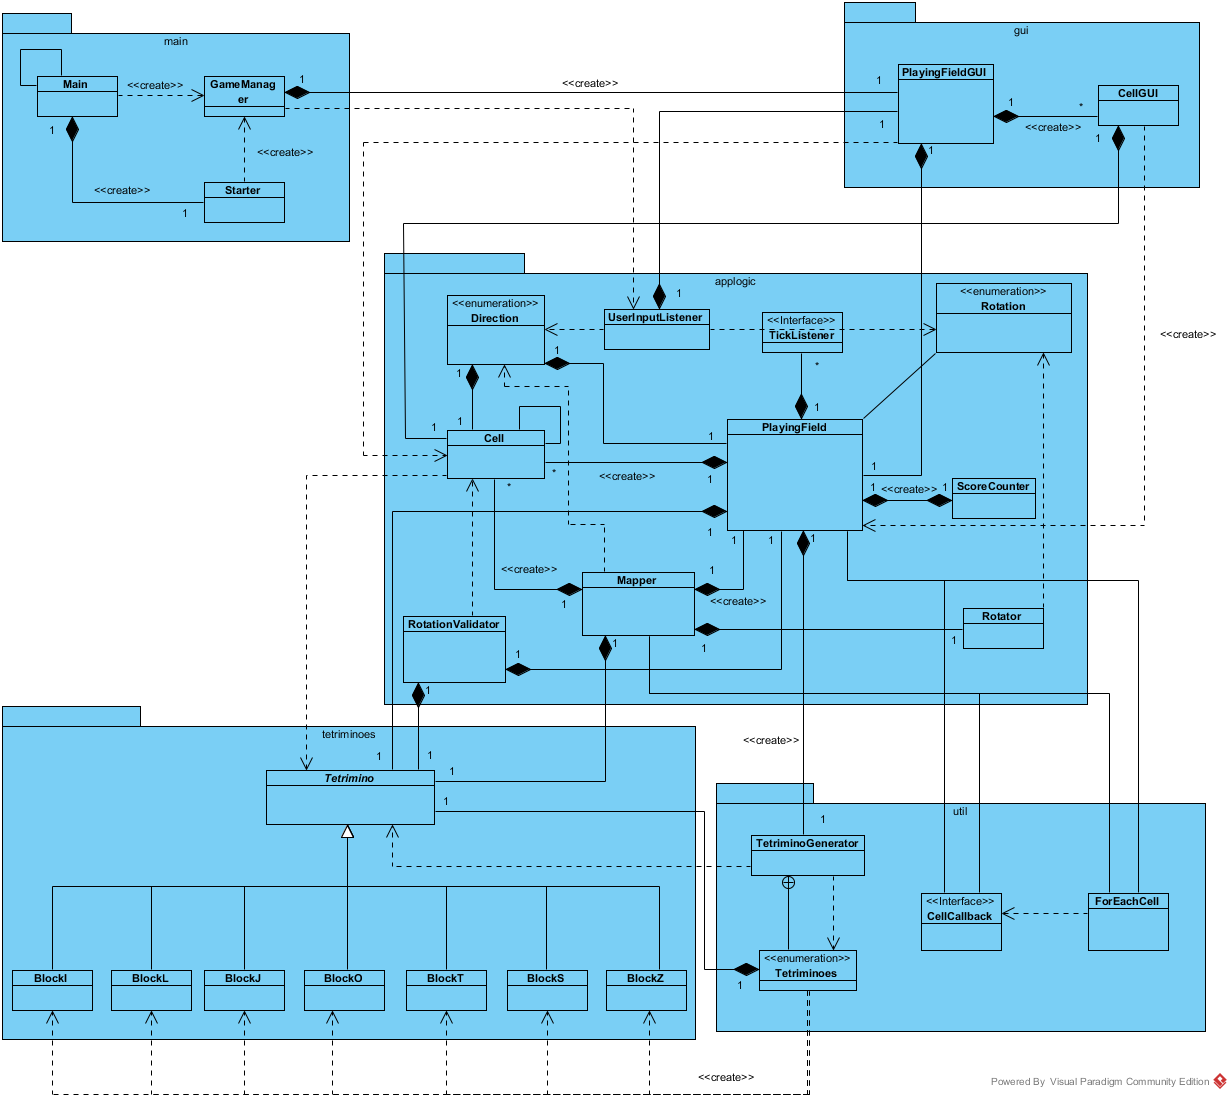 main
Main
<<create>>
GameManag
er
1
<<create>>
1
<<create>>
<<create>>
Starter
1
gui
PlayingFieldGUI
CellGUI
<<create>>
1
1
1
*
<<create>>
1
1
<<create>>
applogic
<<enumeration>>
Direction
UserInputListener
1
<<Interface>>
TickListener
<<enumeration>>
Rotation
*
1
1
1
1
1
Cell
*
*
<<create>>
1
1
PlayingField
1
1
<<create>>
1
ScoreCounter
1
1
1
1
<<create>>
1
Mapper
1
<<create>>
1
1
Rotator
1
RotationValidator
1
1
tetriminoes
1
1
1
1
Tetrimino
BlockI
BlockL
BlockJ
BlockO
BlockT
BlockS
BlockZ
<<create>>
util
1
TetriminoGenerator
<<enumeration>>
Tetriminoes
1
<<Interface>>
CellCallback
ForEachCell
<<create>>
Powered By Visual Paradigm Community Edition